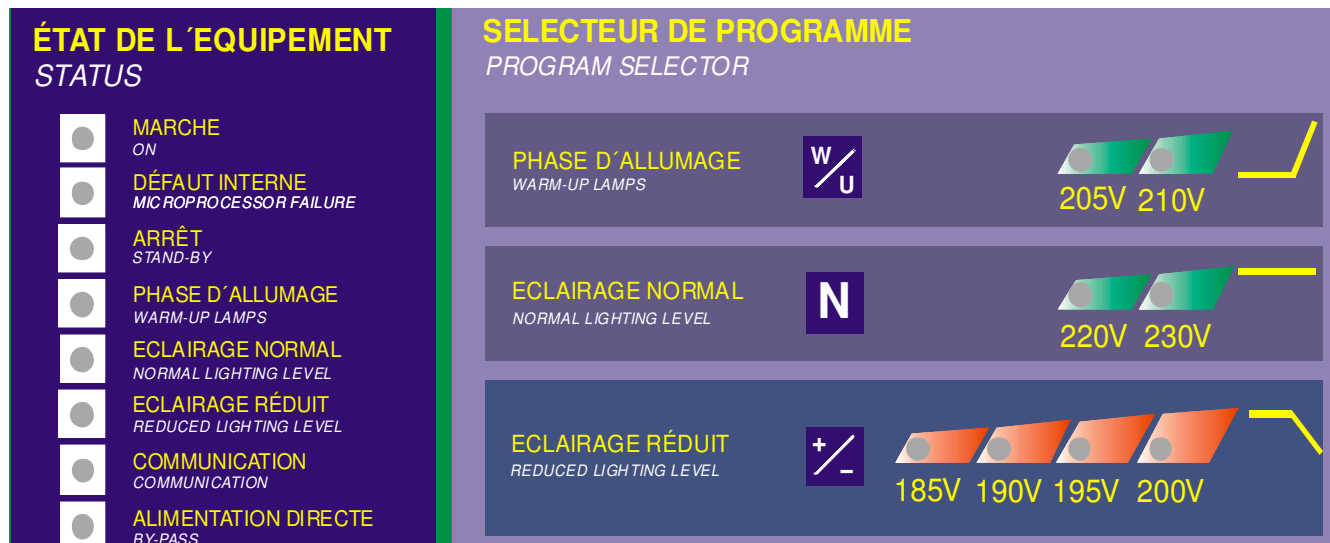 ÉTAT DE L´EQUIPEMENT
STATUS
MARCHE
ON
DÉFAUT INTERNE
MICROPROCESSOR FAILURE
ARRÊT
STAND-BY
PHASE D´ALLUMAGE
WARM-UP LAMPS
ECLAIRAGE NORMAL
NORMAL LIGHTING LEVEL
ECLAIRAGE RÉDUIT
REDUCED LIGHTING LEVEL
COMMUNICATION
COMMUNICATION
ALIMENTATION DIRECTE
BY-PASS
SELECTEUR DE PROGRAMME
PROGRAM SELECTOR
PHASE D´ALLUMAGE
WARM-UP LAMPS
W/U
205V 210V
ECLAIRAGE NORMAL
NORMAL LIGHTING LEVEL
N
220V 230V
ECLAIRAGE RÉDUIT
REDUCED LIGHTING LEVEL
+/-
185V 190V 195V 200V